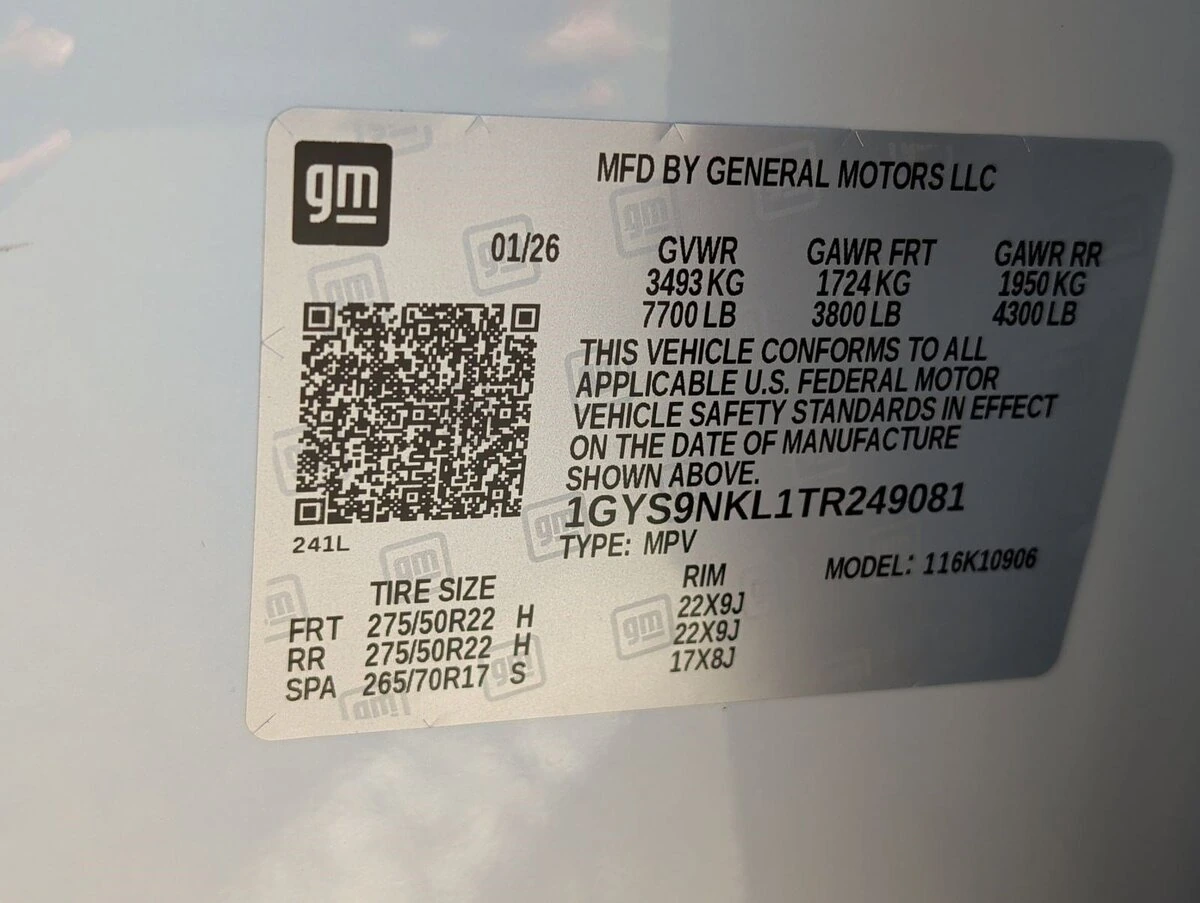 gm
MFD BY GENERAL MOTORS LLC
01/26
GVWR GAWR FRT GAWR RR
3493 KG 1724 KG 1950 KG
7700 LB 3800 LB 4300 LB
THIS VEHICLE CONFORMS TO ALL
APPLICABLE U.S. FEDERAL MOTOR
VEHICLE SAFETY STANDARDS IN EFFECT
ON THE DATE OF MANUFACTURE
SHOWN ABOVE.
1GYS9NKL1TR249081
241L
TYPE: MPV
MODEL: 116K10906
TIRE SIZE RIM
FRT 275/50R22 H 22X9J
RR 275/50R22 H 22X9J
SPA 265/70R17 S 17X8J